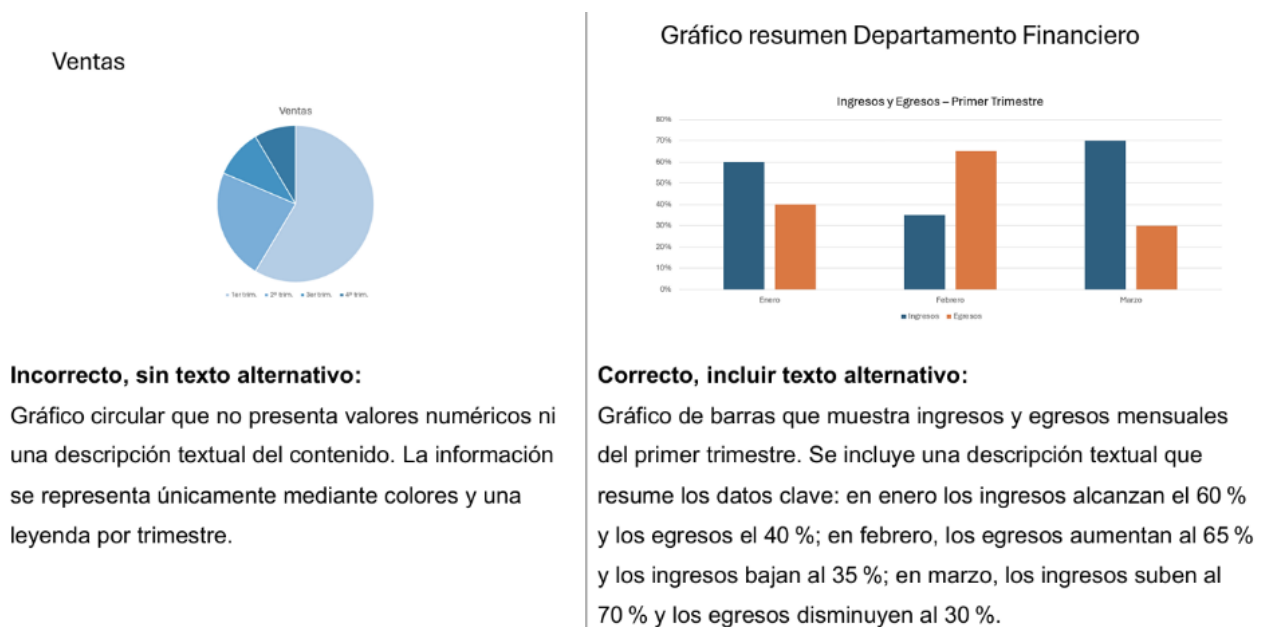 Ventas
Ventas
1er trim. 2º trim. 3er trim. 4º trim.
Incorrecto, sin texto alternativo:
Gráfico circular que no presenta valores numéricos ni
una descripción textual del contenido. La información
se representa únicamente mediante colores y una
leyenda por trimestre.
Gráfico resumen Departamento Financiero
Ingresos y Egresos – Primer Trimestre
80%
70%
60%
50%
40%
30%
20%
10%
0%
Enero Febrero Marzo
Ingresos Egresos
Correcto, incluir texto alternativo:
Gráfico de barras que muestra ingresos y egresos mensuales
del primer trimestre. Se incluye una descripción textual que
resume los datos clave: en enero los ingresos alcanzan el 60 %
y los egresos el 40 %; en febrero, los egresos aumentan al 65 %
y los ingresos bajan al 35 %; en marzo, los ingresos suben al
70 % y los egresos disminuyen al 30 %.